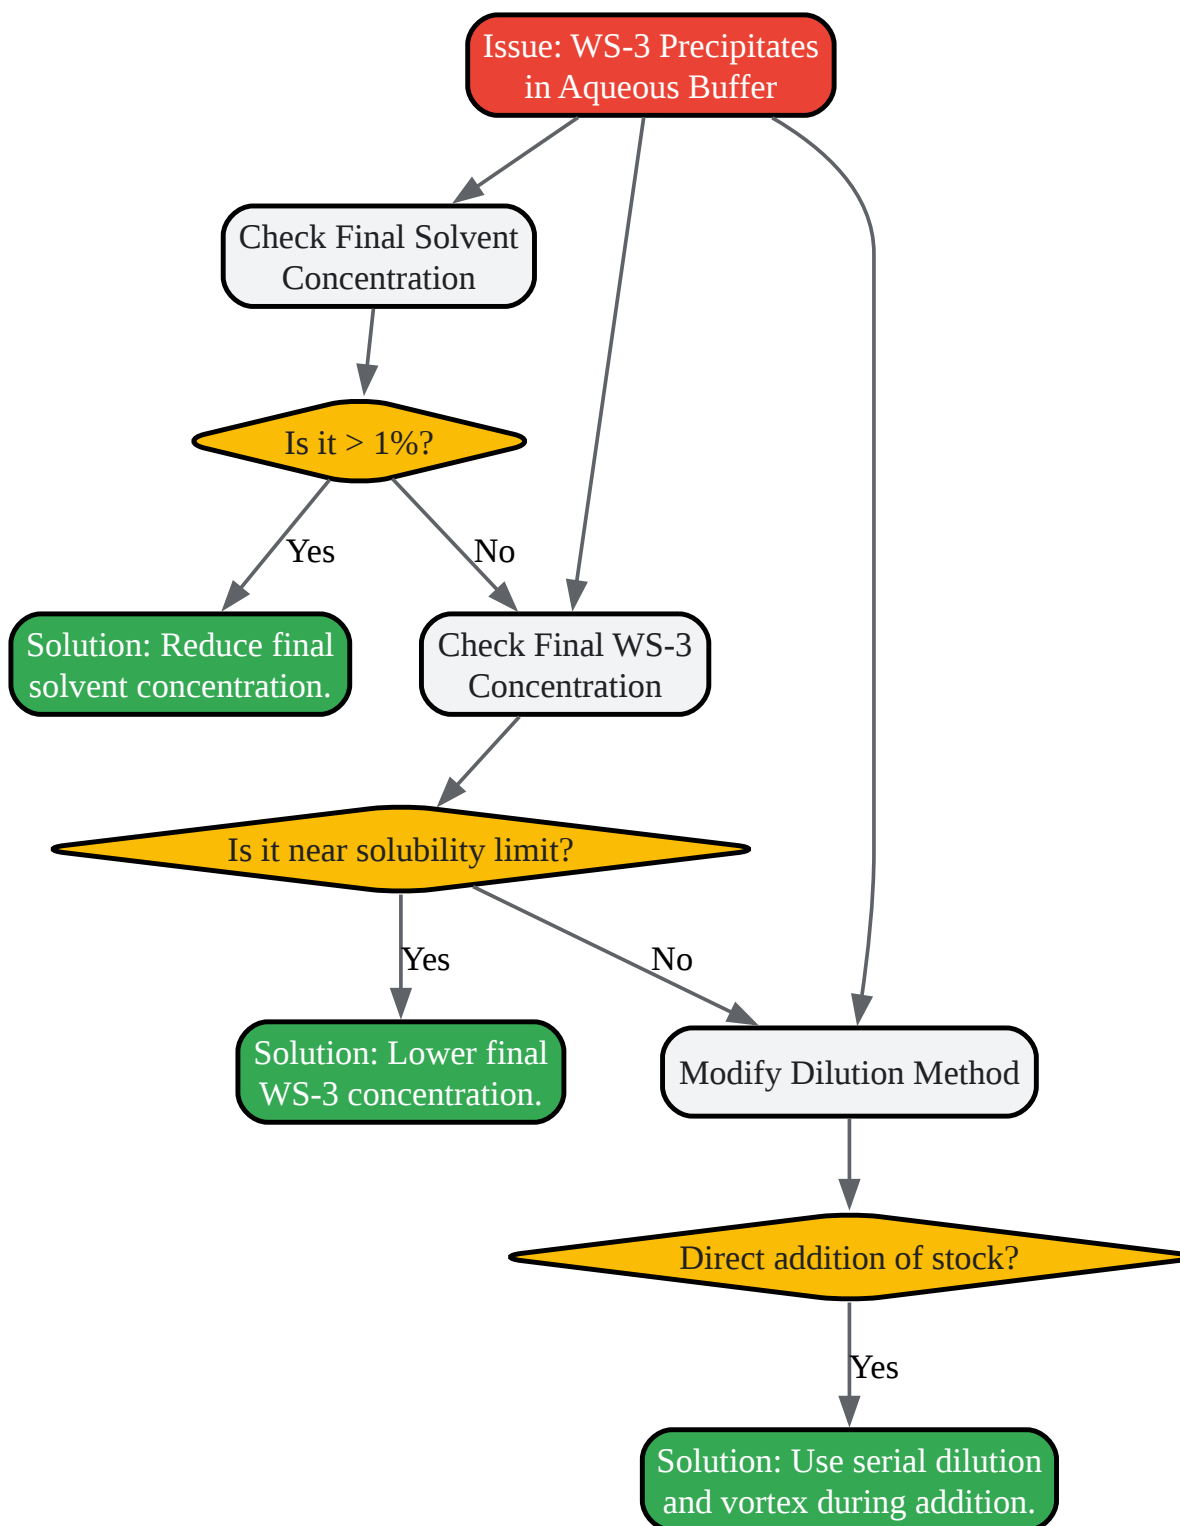 Issue: WS-3 Precipitates
in Aqueous Buffer
Check Final Solvent
Concentration
Is it > 1%?
Yes
No
Solution: Reduce final
solvent concentration.
Check Final WS-3
Concentration
Is it near solubility limit?
Yes
No
Solution: Lower final
WS-3 concentration.
Modify Dilution Method
Direct addition of stock?
Yes
Solution: Use serial dilution
and vortex during addition.